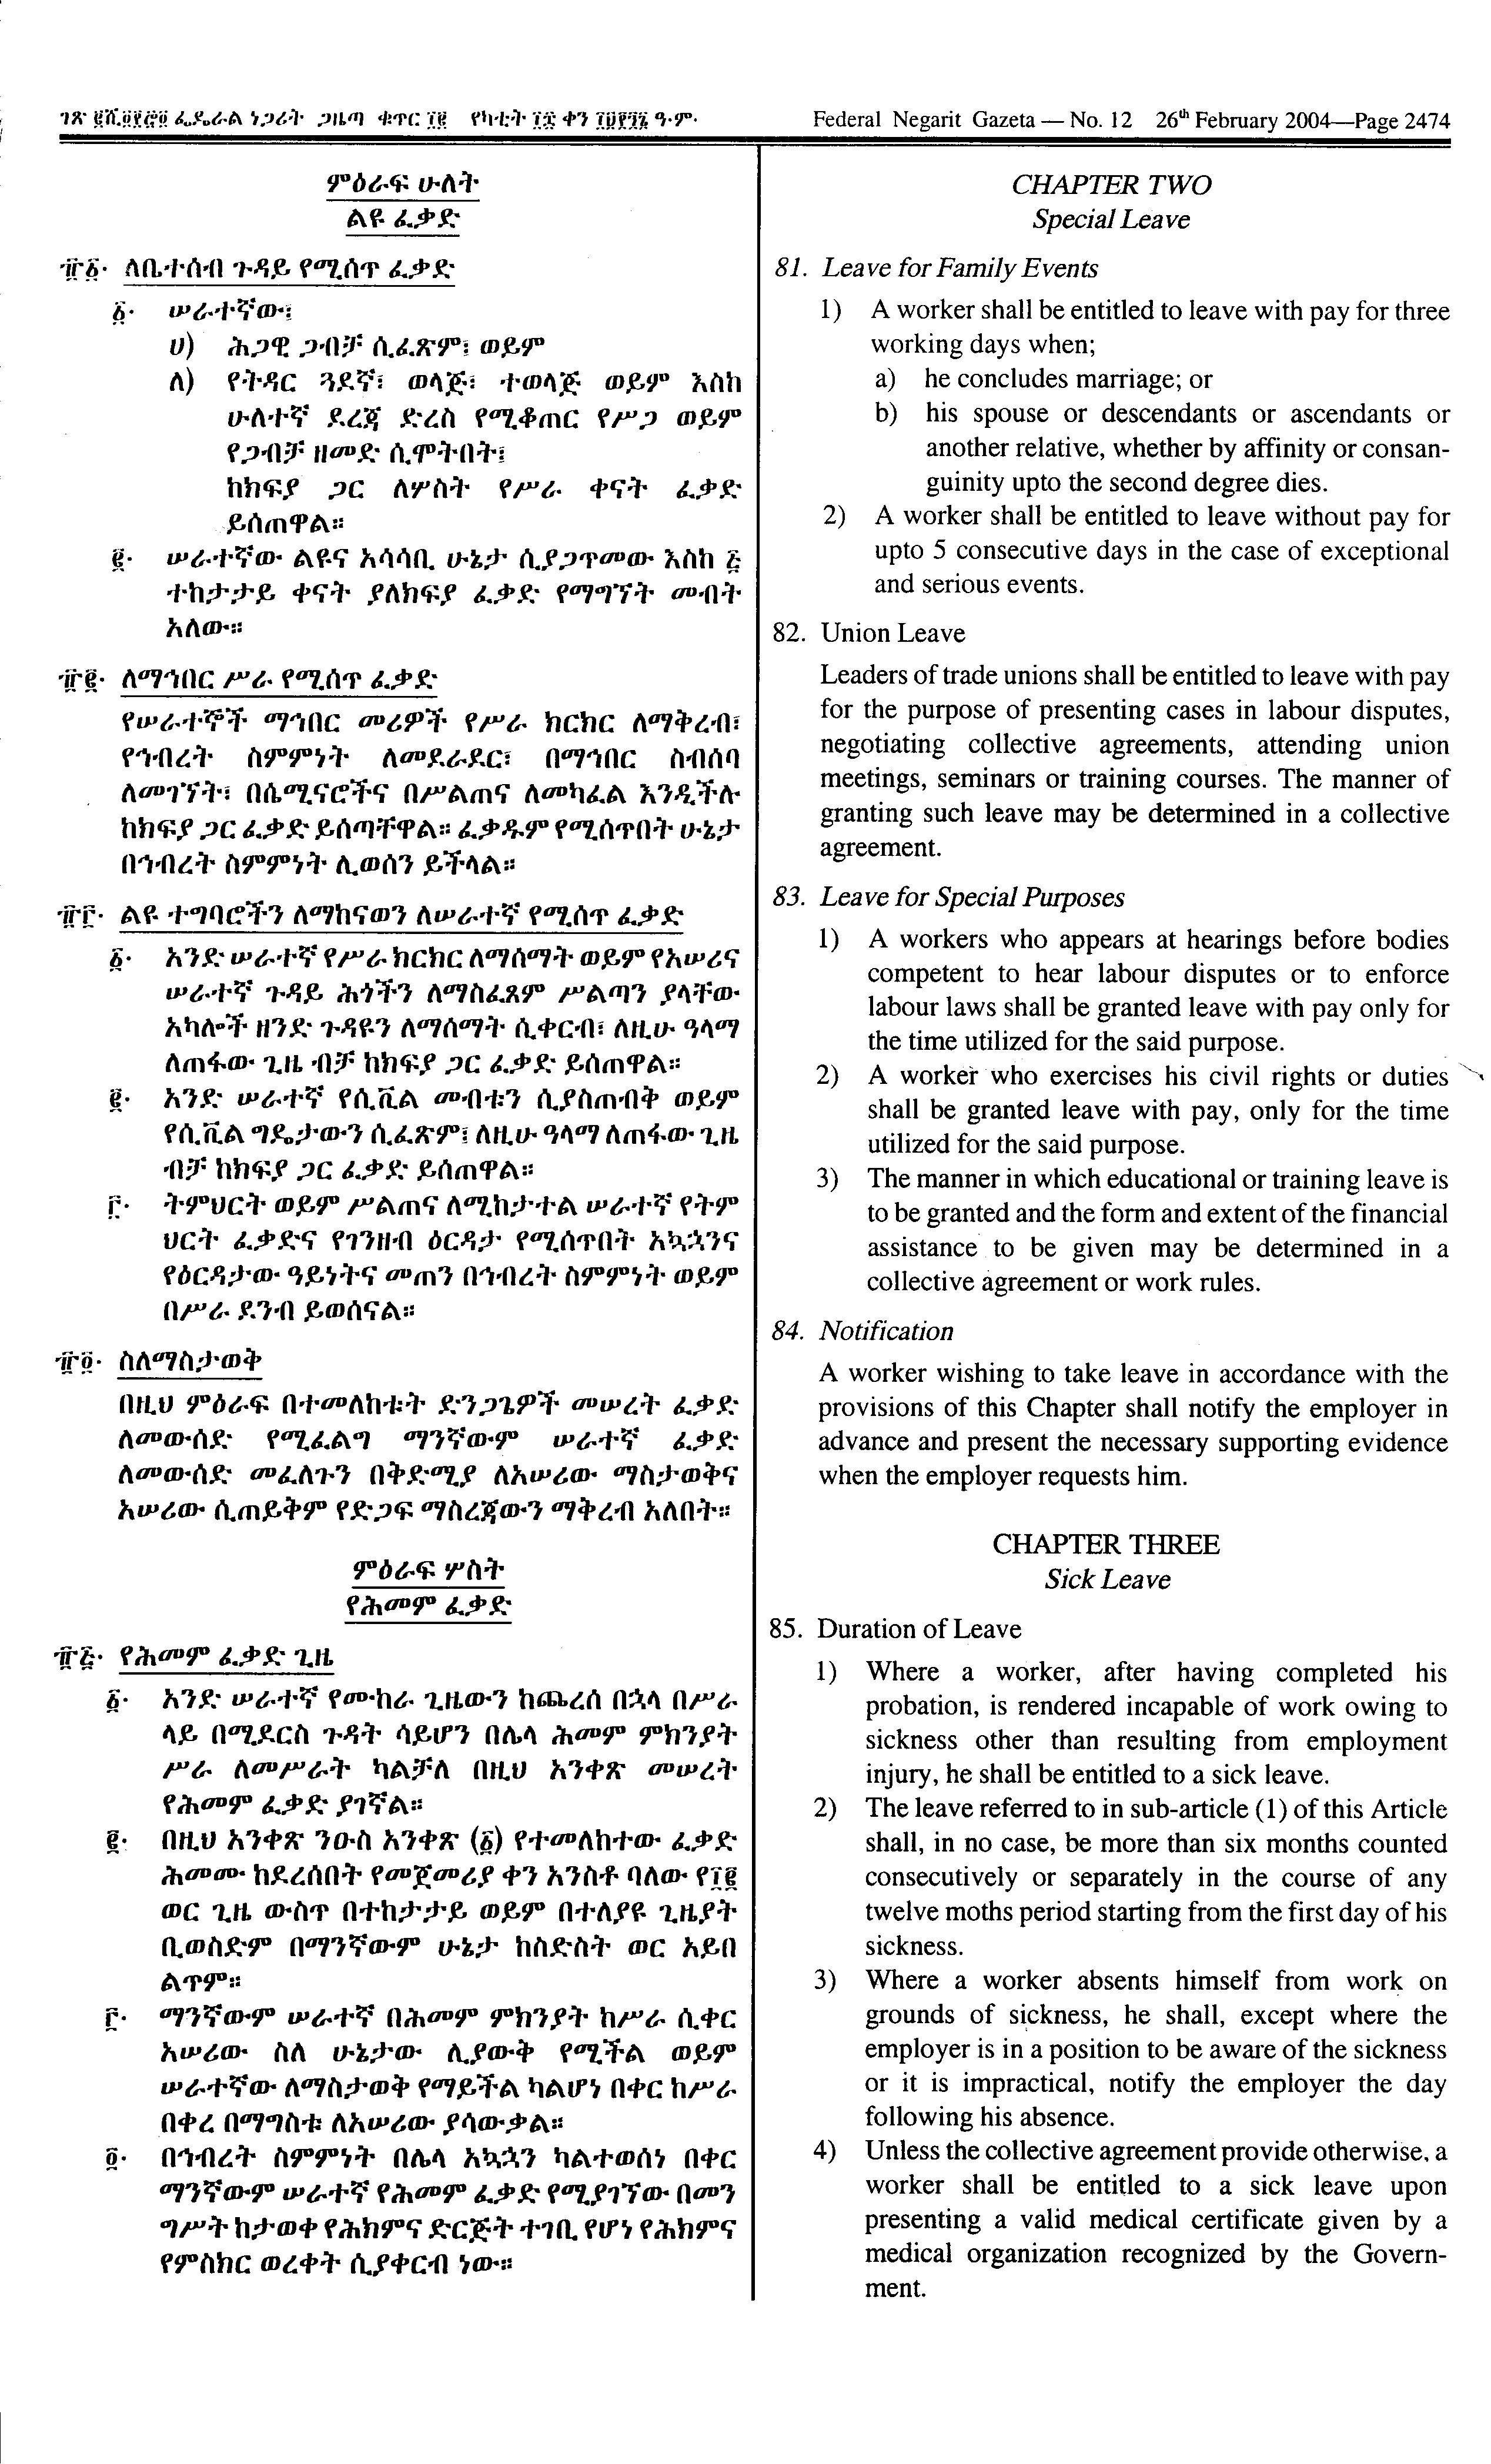 ገጽ ፪ሺ፬፻፸፬ ፌዴራል ነጋሪት ጋዜጣ ቁጥር ፲፪ የካቲት ፲፰ ቀን ፲፱፻፺፮ ዓ·ም·
ምዕራፍ ሁለት
ልዩ ፈቃድ
፹፩· ለቤተሰብ ጉዳይ የሚሰጥ ፈቃድ
፩· ሠራተኛው፤
ሀ) ሕጋዊ ጋብቻ ሲፈጽም፤ ወይም
ለ) የትዳር ጓደኛ፣ ወላጅ፣ ተወላጅ ወይም እስከ
ሁለተኛ ደረጃ ድረስ የሚቆጠር የሥጋ ወይም
የጋብቻ ዘመድ ሲሞትበት፤
ከክፍያ ጋር ለሦስት የሥራ ቀናት ፈቃድ
ይሰጠዋል።
፪· ሠራተኛው ልዩና አሳሳቢ ሁኔታ ሲያጋጥመው እስከ ፭
ተከታታይ ቀናት ያለክፍያ ፈቃድ የማግኘት መብት
አለው።
፹፪· ለማኅበር ሥራ የሚሰጥ ፈቃድ
የሠራተኞች ማኅበር መሪዎች የሥራ ክርክር ለማቅረብ፣
የኅብረት ስምምነት ለመደራደር፣ በማኅበር ስብሰባ
ለመገኘት፣ በሴሚናሮችና በሥልጠና ለመካፈል እንዲችሉ
ከክፍያ ጋር ፈቃድ ይሰጣቸዋል። ፈቃዱም የሚሰጥበት ሁኔታ
በኅብረት ስምምነት ሊወሰን ይችላል።
፹፫· ልዩ ተግባሮችን ለማከናወን ለሠራተኛ የሚሰጥ ፈቃድ
፩· አንድ ሠራተኛ የሥራ ክርክር ለማሰማት ወይም የአሠሪና
ሠራተኛ ጉዳይ ሕጎችን ለማስፈጸም ሥልጣን ያላቸው
አካሎች ዘንድ ጉዳዩን ለማሰማት ሲቀርብ፣ ለዚሁ ዓላማ
ለጠፋው ጊዜ ብቻ ከክፍያ ጋር ፈቃድ ይሰጠዋል።
፪· አንድ ሠራተኛ የሲቪል መብቱን ሲያስጠብቅ ወይም
የሲቪል ግዴታውን ሲፈጽም፤ ለዚሁ ዓላማ ለጠፋው ጊዜ
ብቻ ከክፍያ ጋር ፈቃድ ይሰጠዋል።
፫· ትምህርት ወይም ሥልጠና ለሚከታተል ሠራተኛ የትም
ህርት ፈቃድና የገንዘብ ዕርዳታ የሚሰጥበት አኳኋንና
የዕርዳታው ዓይነትና መጠን በኅብረት ስምምነት ወይም
በሥራ ደንብ ይወሰናል።
፹፬· ስለማስታወቅ
በዚህ ምዕራፍ በተመለከቱት ድንጋጌዎች መሠረት ፈቃድ
ለመውሰድ የሚፈልግ ማንኛውም ሠራተኛ ፈቃድ
ለመውሰድ መፈለጉን በቅድሚያ ለአሠሪው ማስታወቅና
አሠሪው ሲጠይቅም የድጋፍ ማስረጃውን ማቅረብ አለበት።
ምዕራፍ ሦስት
የሕመም ፈቃድ
፹፭· የሕመም ፈቃድ ጊዜ
፩· አንድ ሠራተኛ የሙከራ ጊዜውን ከጨረሰ በኋላ በሥራ
ላይ በሚደርስ ጉዳት ሳይሆን በሌላ ሕመም ምክንያት
ሥራ ለመሥራት ካልቻለ በዚህ አንቀጽ መሠረት
የሕመም ፈቃድ ያገኛል።
፪· በዚህ አንቀጽ ንዑስ አንቀጽ (፩) የተመለከተው ፈቃድ
ሕመሙ ከደረሰበት የመጀመሪያ ቀን አንስቶ ባለው የ፲፪
ወር ጊዜ ውስጥ በተከታታይ ወይም በተለያዩ ጊዜያት
ቢወስድም በማንኛውም ሁኔታ ከስድስት ወር አይበ
ልጥም።
፫· ማንኛውም ሠራተኛ በሕመም ምክንያት ከሥራ ሲቀር
አሠሪው ስለ ሁኔታው ሊያውቅ የሚችል ወይም
ሠራተኛው ለማስታወቅ የማይችል ካልሆነ በቀር ከሥራ
በቀረ በማግስቱ ለአሠሪው ያሳውቃል።
፬· በኅብረት ስምምነት በሌላ አኳኋን ካልተወሰነ በቀር
ማንኛውም ሠራተኛ የሕመም ፈቃድ የሚያገኘው በመን
ግሥት ከታወቀ የሕክምና ድርጅት ተገቢ የሆነ የሕክምና
የምስክር ወረቀት ሲያቀርብ ነው።
Federal Negarit Gazeta — No. 12 26th February 2004—Page 2474
CHAPTER TWO
Special Leave
81. Leave for Family Events
1) A worker shall be entitled to leave with pay for three
working days when;
a) he concludes marriage; or
b) his spouse or descendants or ascendants or
another relative, whether by affinity or consan-
guinity upto the second degree dies.
2) A worker shall be entitled to leave without pay for
upto 5 consecutive days in the case of exceptional
and serious events.
82. Union Leave
Leaders of trade unions shall be entitled to leave with pay
for the purpose of presenting cases in labour disputes,
negotiating collective agreements, attending union
meetings, seminars or training courses. The manner of
granting such leave may be determined in a collective
agreement.
83. Leave for Special Purposes
1) A workers who appears at hearings before bodies
competent to hear labour disputes or to enforce
labour laws shall be granted leave with pay only for
the time utilized for the said purpose.
2) A worker who exercises his civil rights or duties
shall be granted leave with pay, only for the time
utilized for the said purpose.
3) The manner in which educational or training leave is
to be granted and the form and extent of the financial
assistance to be given may be determined in a
collective agreement or work rules.
84. Notification
A worker wishing to take leave in accordance with the
provisions of this Chapter shall notify the employer in
advance and present the necessary supporting evidence
when the employer requests him.
CHAPTER THREE
Sick Leave
85. Duration of Leave
1) Where a worker, after having completed his
probation, is rendered incapable of work owing to
sickness other than resulting from employment
injury, he shall be entitled to a sick leave.
2) The leave referred to in sub-article (1) of this Article
shall, in no case, be more than six months counted
consecutively or separately in the course of any
twelve moths period starting from the first day of his
sickness.
3) Where a worker absents himself from work on
grounds of sickness, he shall, except where the
employer is in a position to be aware of the sickness
or it is impractical, notify the employer the day
following his absence.
4) Unless the collective agreement provide otherwise, a
worker shall be entitled to a sick leave upon
presenting a valid medical certificate given by a
medical organization recognized by the Govern-
ment.